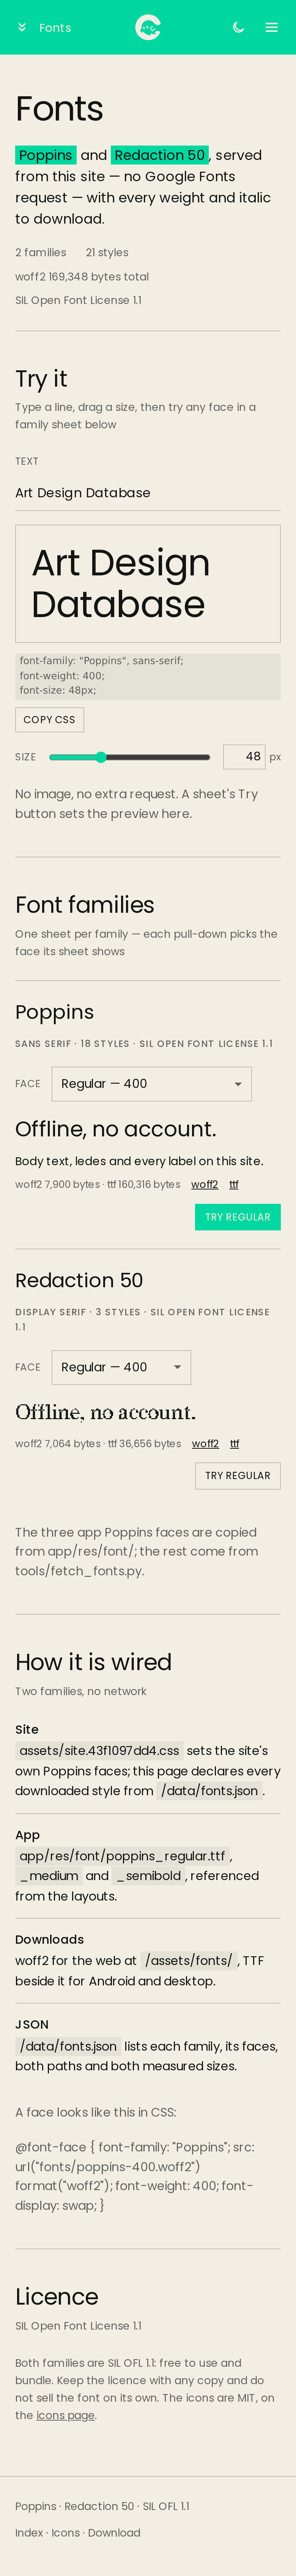 Fonts
Fonts
Poppins and Redaction 50, served
from this site — no Google Fonts
request — with every weight and italic
to download.
2 families 21 styles
woff2 169,348 bytes total
SIL Open Font License 1.1
Try it
Type a line, drag a size, then try any face in a
family sheet below
TEXT
Art Design Database
Art Design
Database
font-family: "Poppins", sans-serif;
font-weight: 400;
font-size: 48px;
COPY CSS
SIZE 48 px
No image, no extra request. A sheet's Try
button sets the preview here.
Font families
One sheet per family — each pull-down picks the
face its sheet shows
Poppins
SANS SERIF · 18 STYLES · SIL OPEN FONT LICENSE 1.1
FACE Regular — 400
Offline, no account.
Body text, ledes and every label on this site.
woff2 7,900 bytes · ttf 160,316 bytes woff2 ttf
TRY REGULAR
Redaction 50
DISPLAY SERIF · 3 STYLES · SIL OPEN FONT LICENSE
1.1
FACE Regular — 400
Offline, no account.
woff2 7,064 bytes · ttf 36,656 bytes woff2 ttf
TRY REGULAR
The three app Poppins faces are copied
from app/res/font/; the rest come from
tools/fetch_fonts.py.
How it is wired
Two families, no network
Site
assets/site.43f1097dd4.css sets the site's
own Poppins faces; this page declares every
downloaded style from /data/fonts.json.
App
app/res/font/poppins_regular.ttf,
_medium and _semibold, referenced
from the layouts.
Downloads
woff2 for the web at /assets/fonts/, TTF
beside it for Android and desktop.
JSON
/data/fonts.json lists each family, its faces,
both paths and both measured sizes.
A face looks like this in CSS:
@font-face { font-family: "Poppins"; src:
url("fonts/poppins-400.woff2")
format("woff2"); font-weight: 400; font-
display: swap; }
Licence
SIL Open Font License 1.1
Both families are SIL OFL 1.1: free to use and
bundle. Keep the licence with any copy and do
not sell the font on its own. The icons are MIT, on
the icons page.
Poppins · Redaction 50 · SIL OFL 1.1
Index · Icons · Download